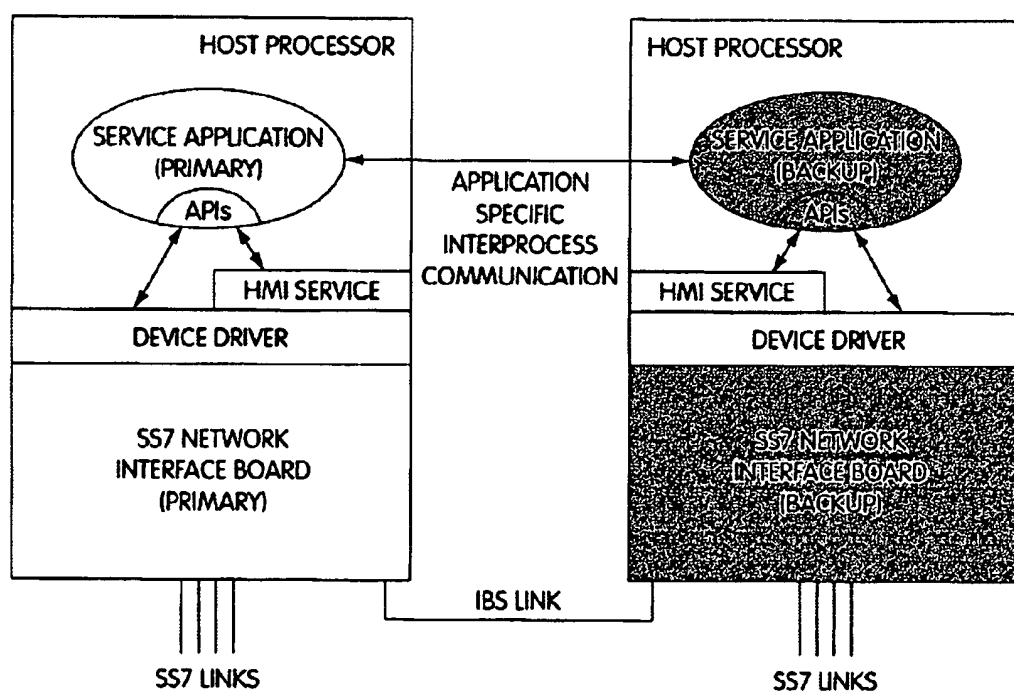 HOST PROCESSOR
SERVICE APPLICATION
(PRIMARY)
APIs
HMI SERVICE
DEVICE DRIVER
SS7 NETWORK
INTERFACE BOARD
(PRIMARY)
SS7 LINKS
APPLICATION
SPECIFIC
INTERPROCESS
COMMUNICATION
IBS LINK
HOST PROCESSOR
SERVICE APPLICATION
(BACKUP)
APIs
HMI SERVICE
DEVICE DRIVER
SS7 NETWORK
INTERFACE BOARD
(BACKUP)
SS7 LINKS